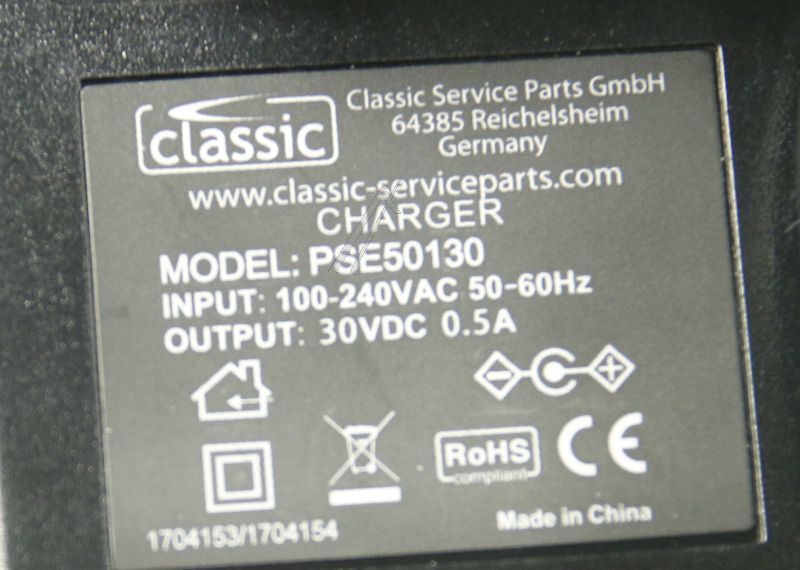 classic
Classic Service Parts GmbH
64385 Reichelsheim
Germany
www.classic-serviceparts.com
CHARGER
MODEL: PSE50130
INPUT: 100-240VAC 50-60Hz
OUTPUT: 30VDC 0.5A
RoHS
compliant
CE
1704153/1704154
Made in China